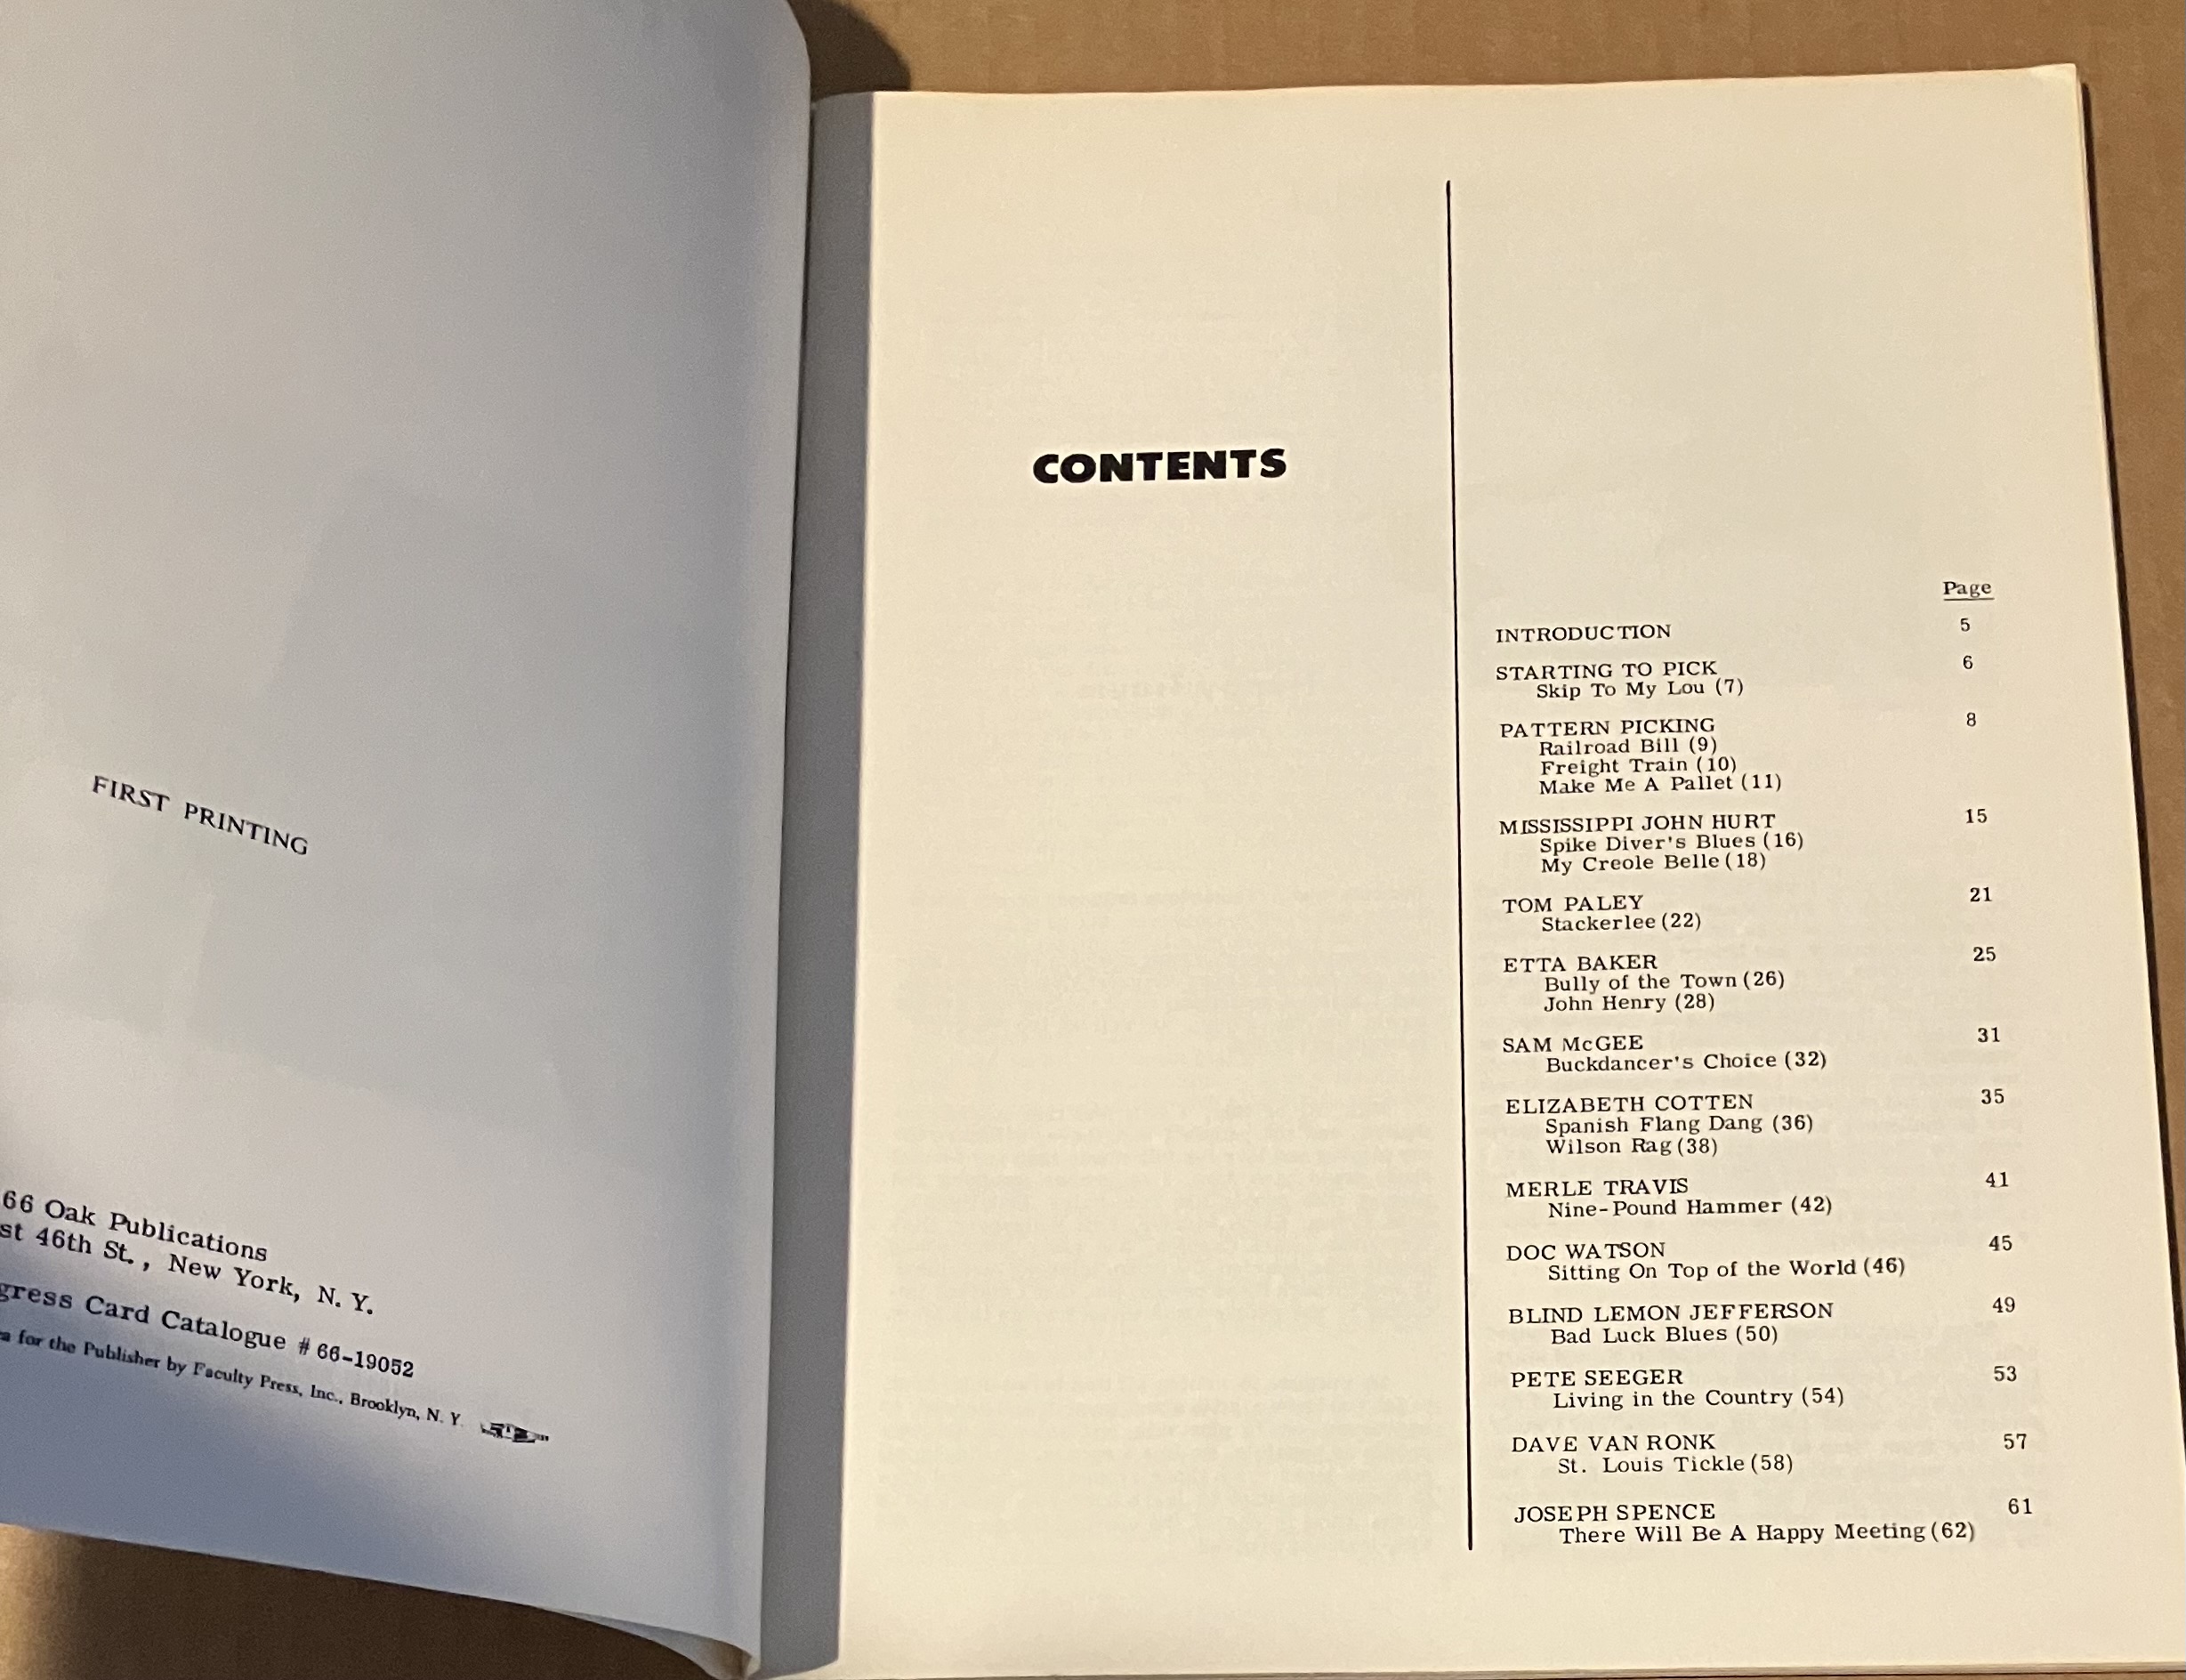 FIRST PRINTING
66 Oak Publications
st 46th St., New York, N. Y.
gress Card Catalogue # 66-19052
for the Publisher by Faculty Press, Inc., Brooklyn, N. Y.
CONTENTS
Page
INTRODUCTION 5
STARTING TO PICK 6
Skip To My Lou (7)
PATTERN PICKING 8
Railroad Bill (9)
Freight Train (10)
Make Me A Pallet (11)
MISSISSIPPI JOHN HURT 15
Spike Diver's Blues (16)
My Creole Belle (18)
TOM PALEY 21
Stackerlee (22)
ETTA BAKER 25
Bully of the Town (26)
John Henry (28)
SAM McGEE 31
Buckdancer's Choice (32)
ELIZABETH COTTEN 35
Spanish Flang Dang (36)
Wilson Rag (38)
MERLE TRAVIS 41
Nine-Pound Hammer (42)
DOC WATSON 45
Sitting On Top of the World (46)
BLIND LEMON JEFFERSON 49
Bad Luck Blues (50)
PETE SEEGER 53
Living in the Country (54)
DAVE VAN RONK 57
St. Louis Tickle (58)
JOSEPH SPENCE 61
There Will Be A Happy Meeting (62)